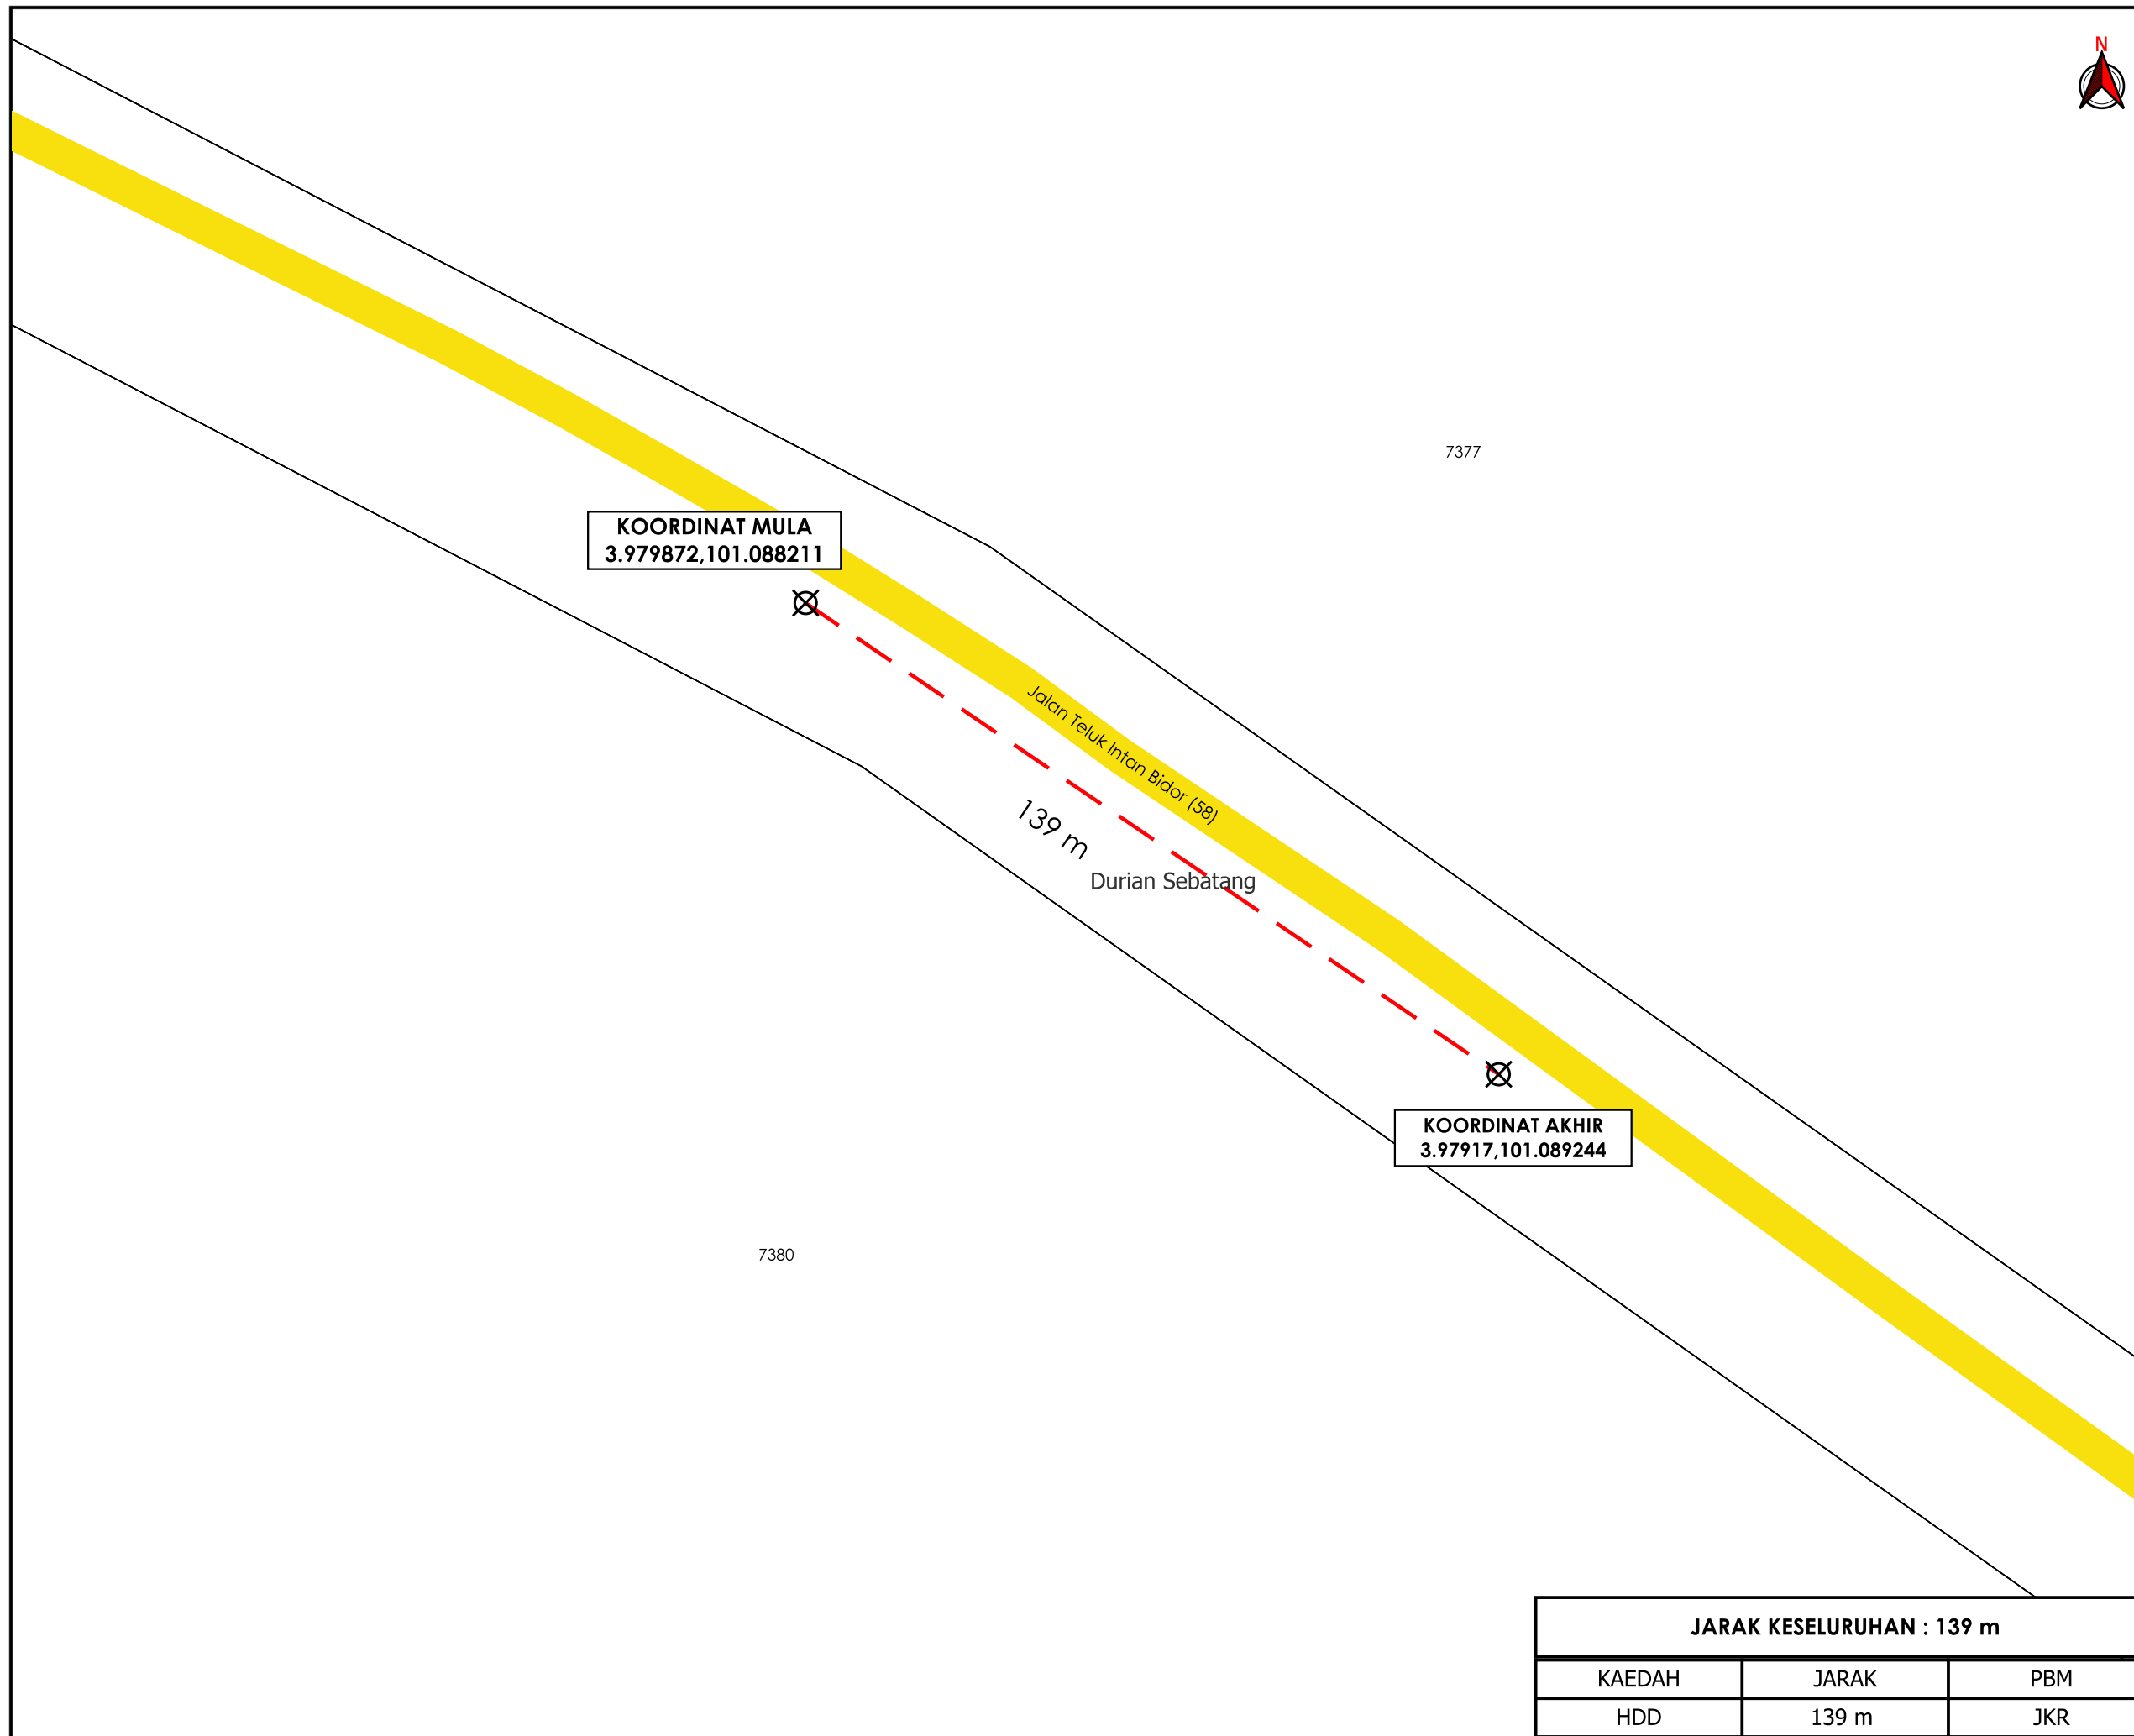 N
7377
KOORDINAT MULA
3.979872,101.088211
Jalan Teluk Intan Bidor (58)
139 m
Durian Sebatang
KOORDINAT AKHIR
3.97917,101.089244
7380
JARAK KESELURUHAN : 139 m
KAEDAH JARAK PBM
HDD 139 m JKR